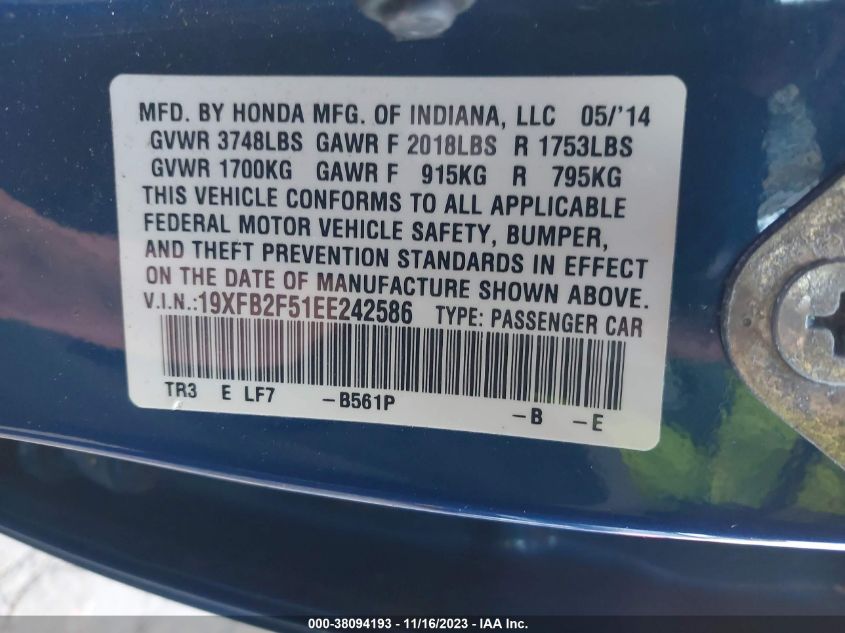 MFD. BY HONDA MFG. OF INDIANA, LLC 05/'14
GVWR 3748LBS GAWR F 2018LBS R 1753LBS
GVWR 1700KG GAWR F 915KG R 795KG
THIS VEHICLE CONFORMS TO ALL APPLICABLE
FEDERAL MOTOR VEHICLE SAFETY, BUMPER,
AND THEFT PREVENTION STANDARDS IN EFFECT
ON THE DATE OF MANUFACTURE SHOWN ABOVE.
V.I.N.:19XFB2F51EE242586 TYPE: PASSENGER CAR
TR3 E LF7 -B561P -B -E
000-38094193 - 11/16/2023 - IAA Inc.